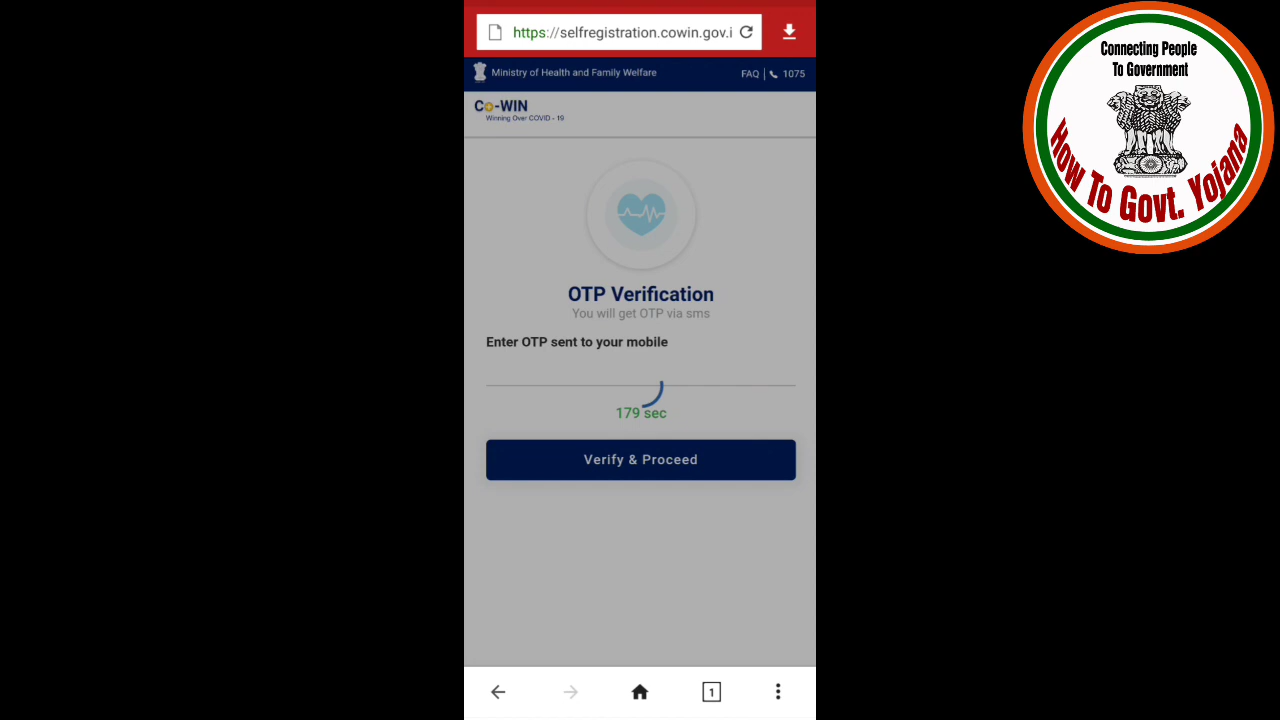 https://selfregistration.cowin.gov.i
Ministry of Health and Family Welfare
FAQ
1075
Co-WIN
Winning Over COVID - 19
OTP Verification
You will get OTP via sms
Enter OTP sent to your mobile
179 sec
Verify & Proceed
1
Connecting People
To Government
How To Govt. Yojana